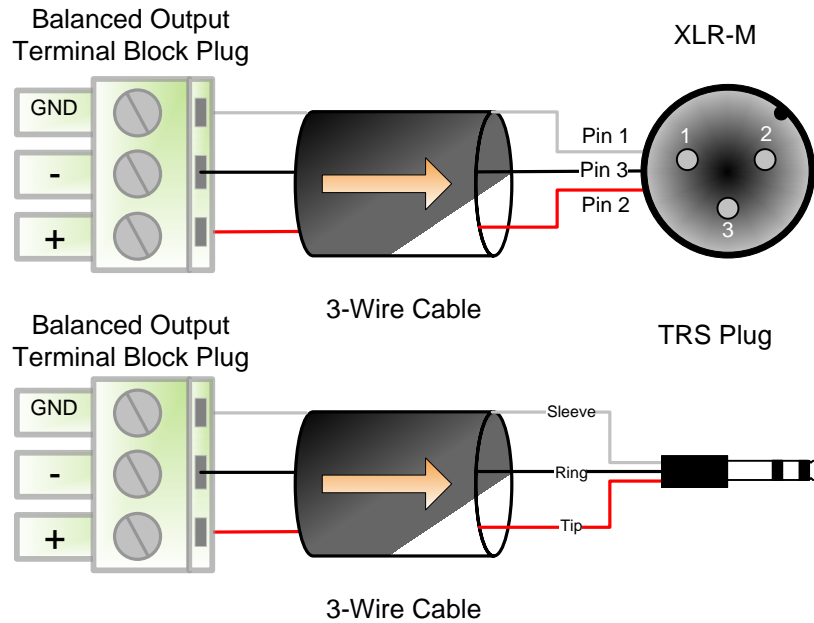 Balanced Output
Terminal Block Plug
XLR-M
GND
-
+
Pin 1
Pin 3
Pin 2
1
2
3
3-Wire Cable
Balanced Output
Terminal Block Plug
TRS Plug
GND
-
+
Sleeve
Ring
Tip
3-Wire Cable